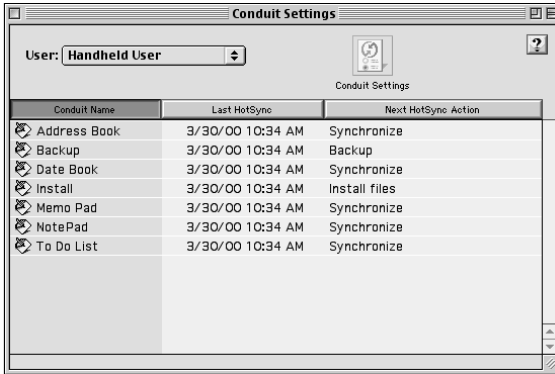 Conduit Settings
User: Handheld User
?
Conduit Settings
Conduit Name Last HotSync Next HotSync Action
Address Book 3/30/00 10:34 AM Synchronize
Backup 3/30/00 10:34 AM Backup
Date Book 3/30/00 10:34 AM Synchronize
Install 3/30/00 10:34 AM Install files
Memo Pad 3/30/00 10:34 AM Synchronize
NotePad 3/30/00 10:34 AM Synchronize
To Do List 3/30/00 10:34 AM Synchronize